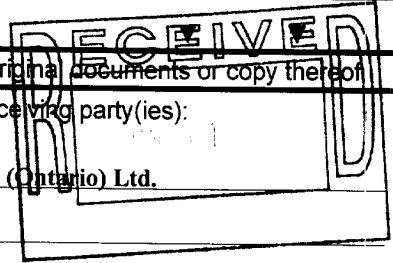 RECEIVED
original documents or copy thereof
receiving party(ies):
(Ontario) Ltd.